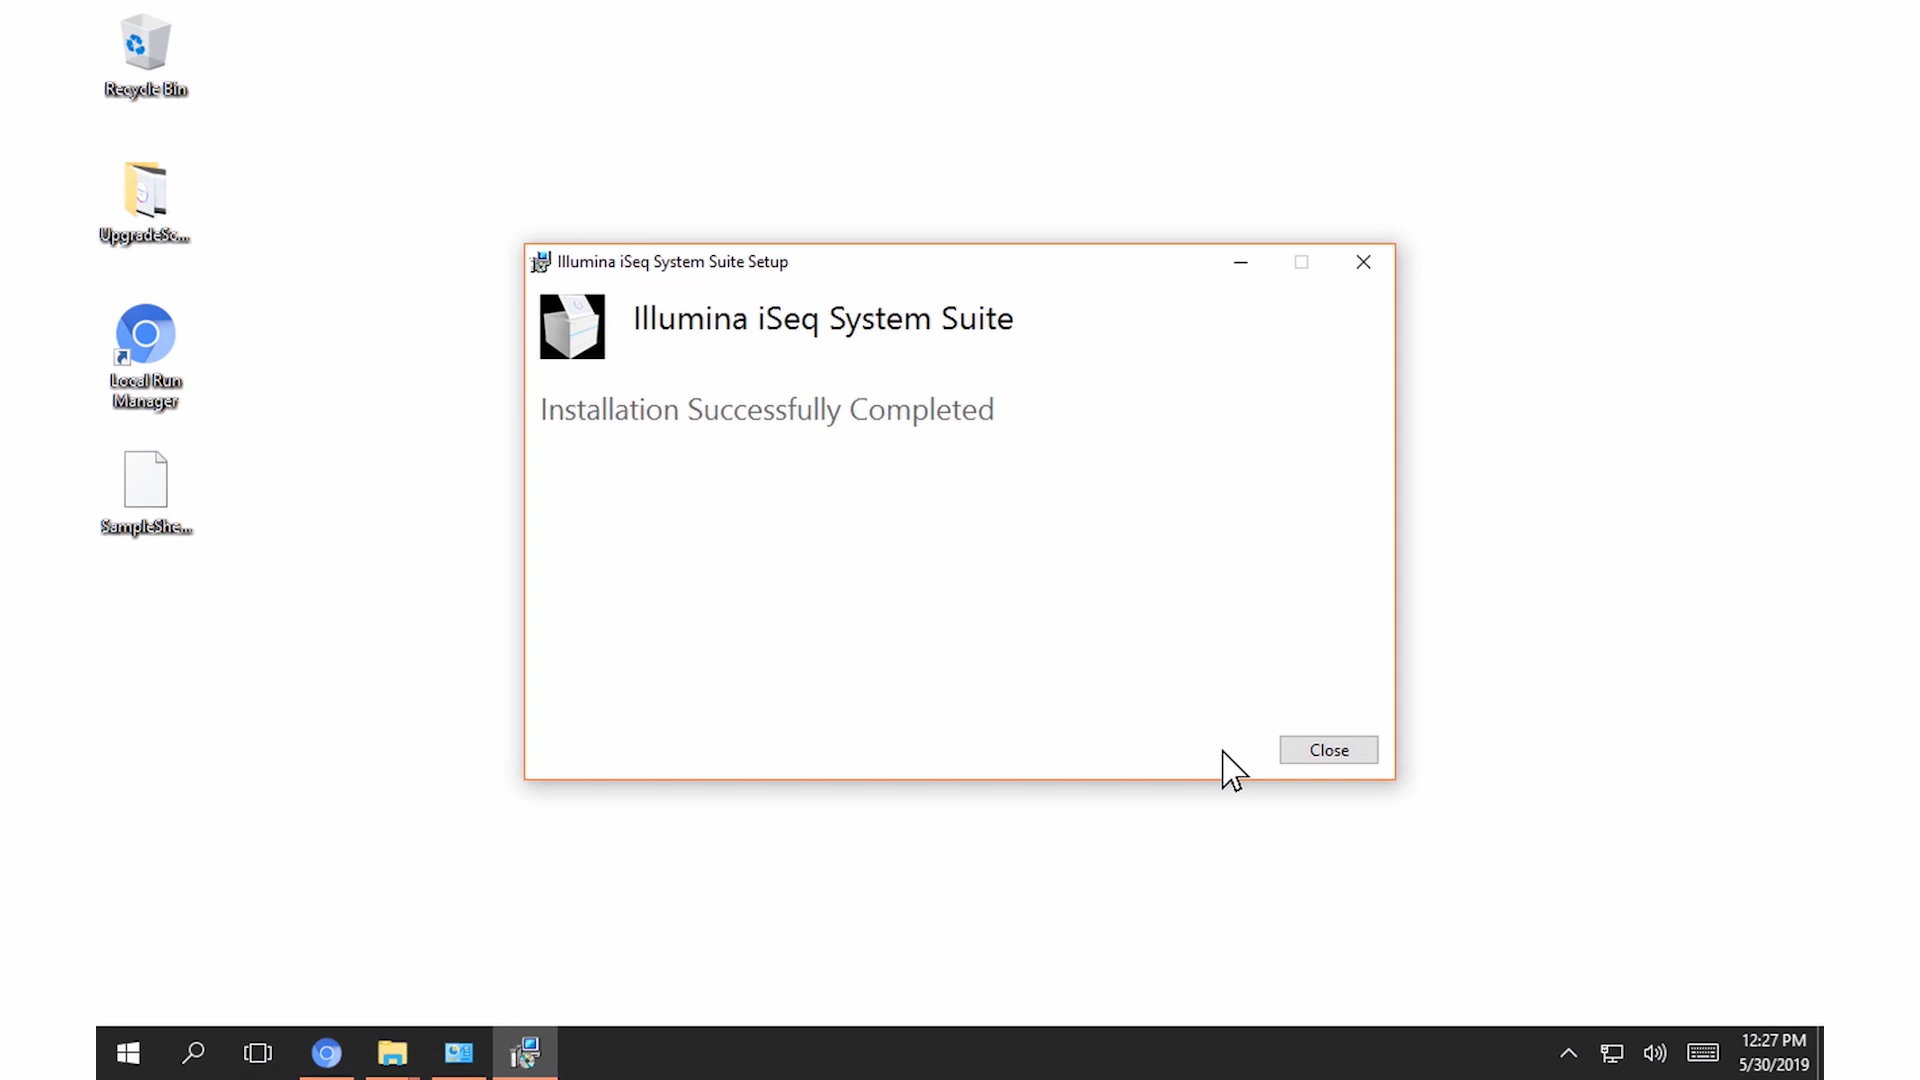 Recycle Bin
UpgradeSc...
Local Run
Manager
SampleShe...
Illumina iSeq System Suite Setup
Illumina iSeq System Suite
Installation Successfully Completed
Close
12:27 PM
5/30/2019